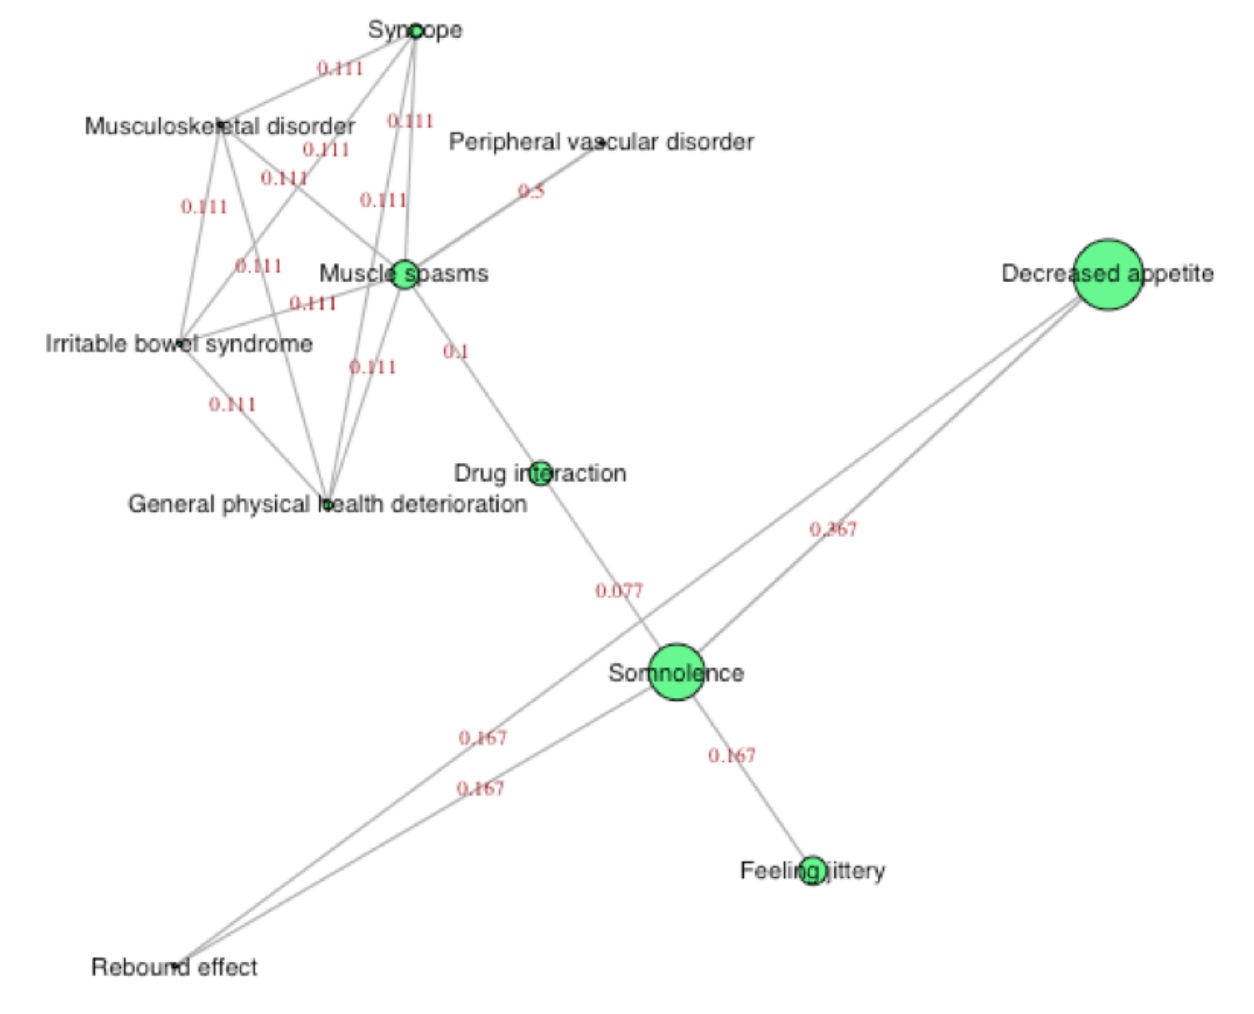 Syncope
0.111
Musculoskeletal disorder
0.111
Peripheral vascular disorder
0.111
0.111
0.5
0.111
0.111
0.111
Muscle spasms
Decreased appetite
0.111
Irritable bowel syndrome
0.1
0.111
0.111
Drug interaction
General physical health deterioration
0.367
0.077
Somnolence
0.167
0.167
0.167
Feeling jittery
Rebound effect